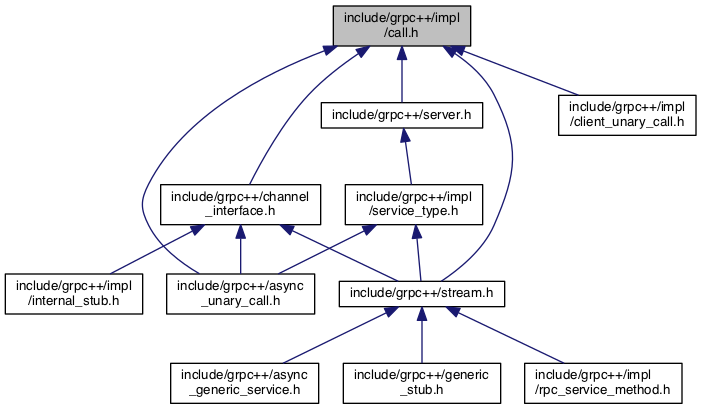 include/grpc++/impl
/call.h
include/grpc++/server.h
include/grpc++/impl
/client_unary_call.h
include/grpc++/channel
_interface.h
include/grpc++/impl
/service_type.h
include/grpc++/impl
/internal_stub.h
include/grpc++/async
_unary_call.h
include/grpc++/stream.h
include/grpc++/async
_generic_service.h
include/grpc++/generic
_stub.h
include/grpc++/impl
/rpc_service_method.h